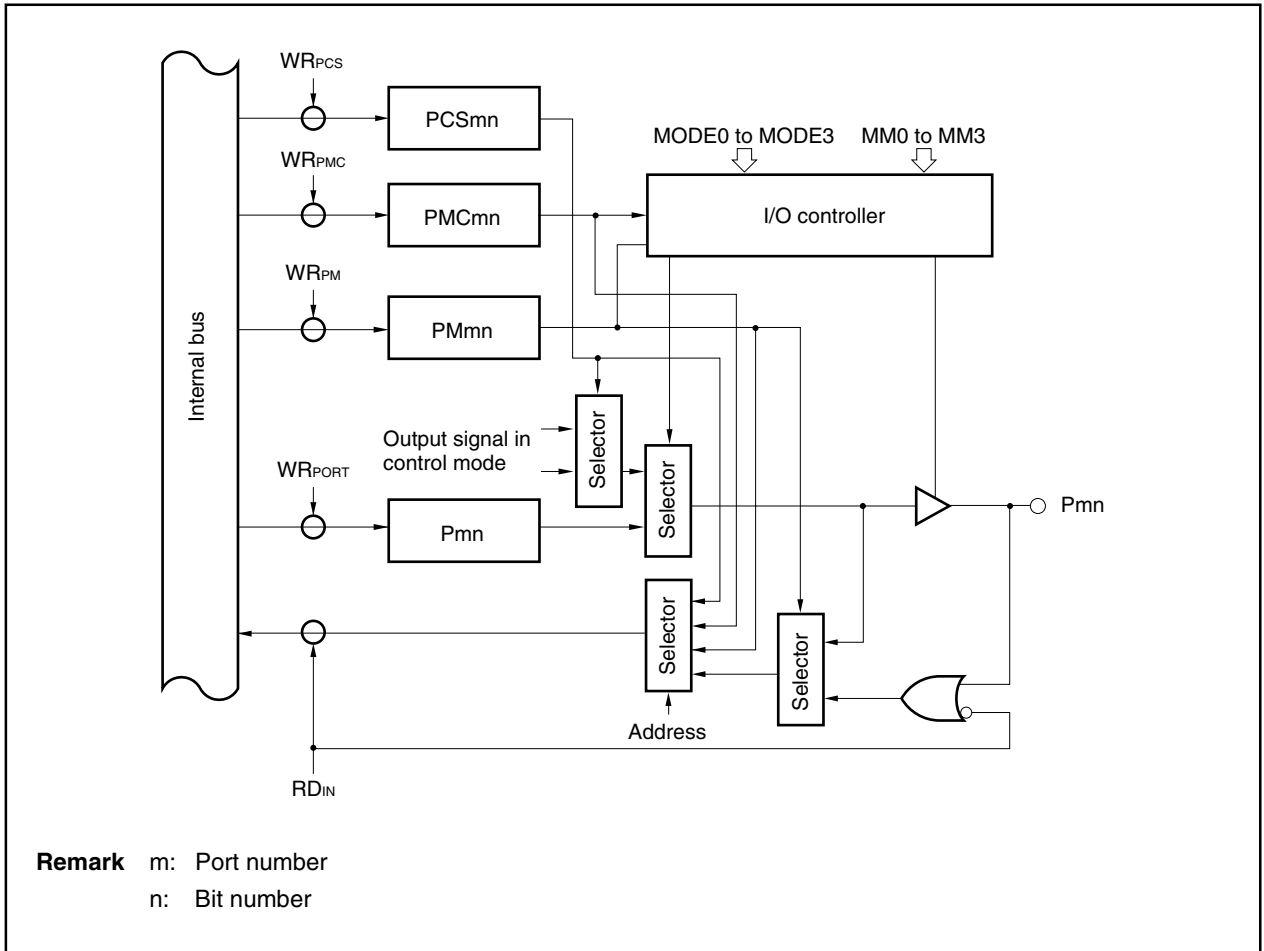 WRPCS
PCSmn
MODE0 to MODE3
MM0 to MM3
WRPMC
PMCmn
I/O controller
WRPM
PMmn
Internal bus
Selector
Output signal in
control mode
Selector
WRPORT
Pmn
Pmn
Selector
Selector
Address
RDIN
Remark m: Port number
n: Bit number